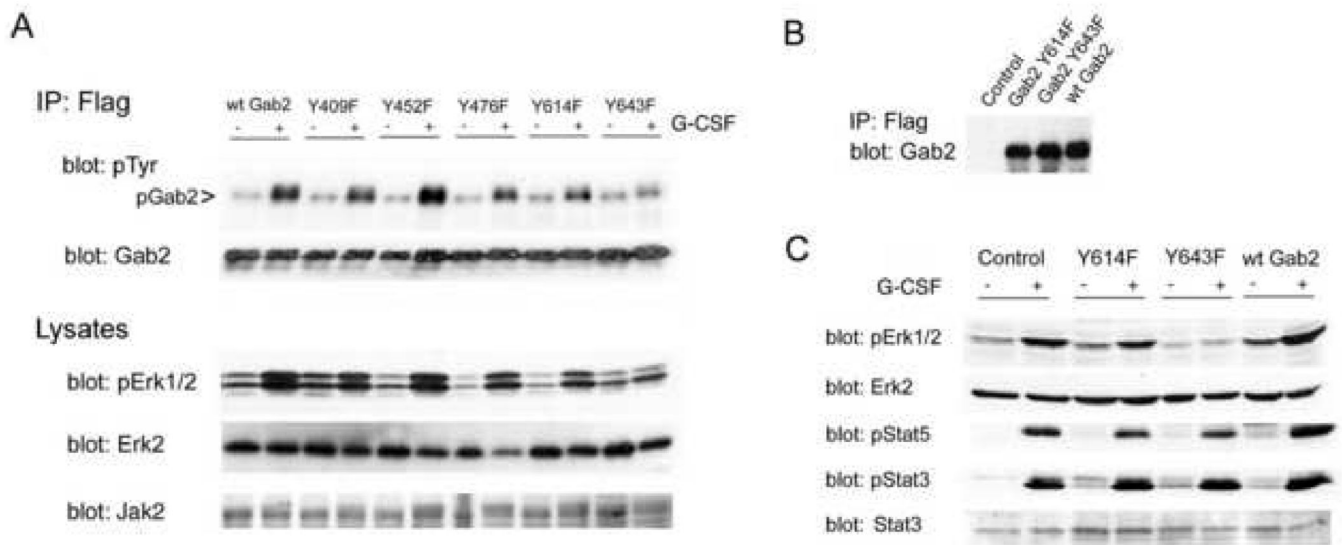 A
IP: Flag
wt Gab2 Y409F Y452F Y476F Y614F Y643F
- + - + - + - + - + - + G-CSF
blot: pTyr
pGab2>
blot: Gab2
Lysates
blot: pErk1/2
blot: Erk2
blot: Jak2
B
Control
Gab2 Y614F
Gab2 Y643F
wt Gab2
IP: Flag
blot: Gab2
C
Control Y614F Y643F wt Gab2
G-CSF - + - + - + - +
blot: pErk1/2
blot: Erk2
blot: pStat5
blot: pStat3
blot: Stat3